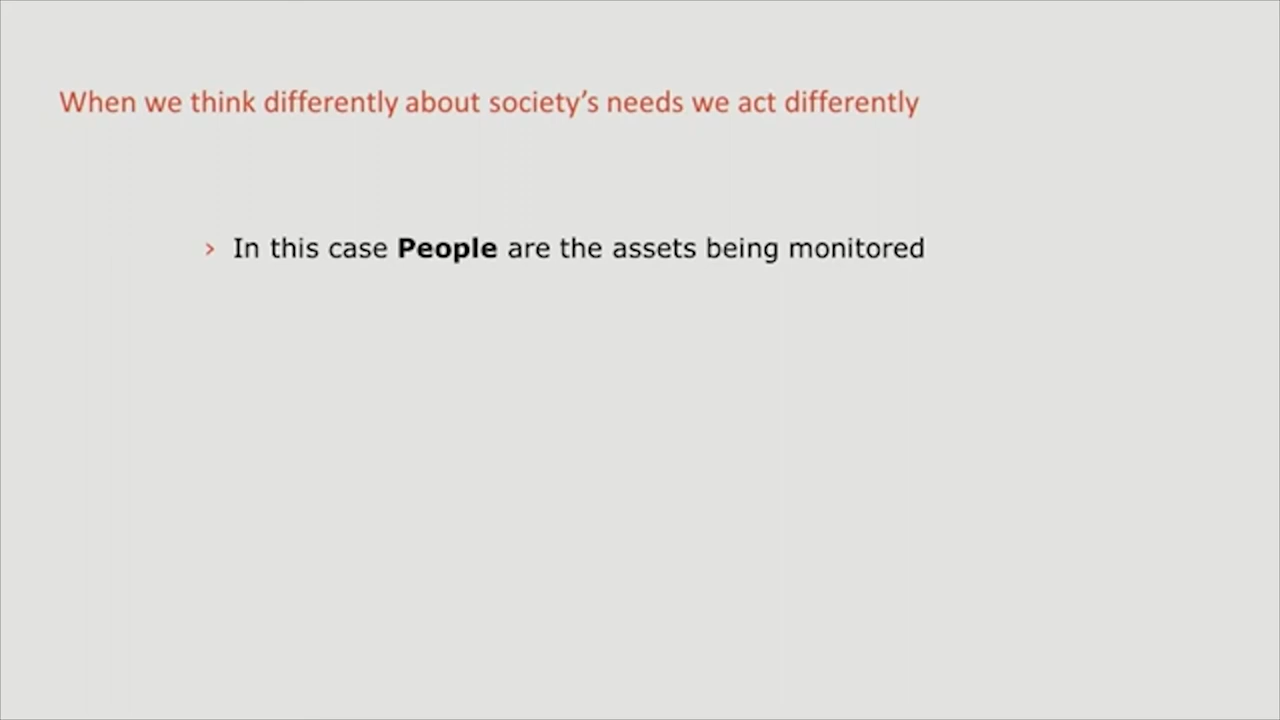 When we think differently about society’s needs we act differently
› In this case People are the assets being monitored